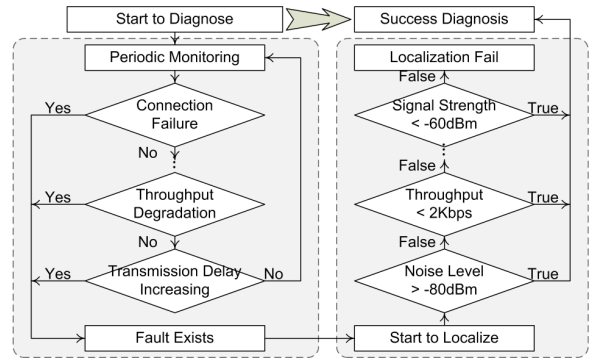 Start to Diagnose
Success Diagnosis
Periodic Monitoring
Connection
Failure
Yes
No
Throughput
Degradation
Yes
No
Transmission Delay
Increasing
Yes
No
Fault Exists
Localization Fail
False
Signal Strength
< -60dBm
True
False
Throughput
< 2Kbps
True
False
Noise Level
> -80dBm
True
Start to Localize